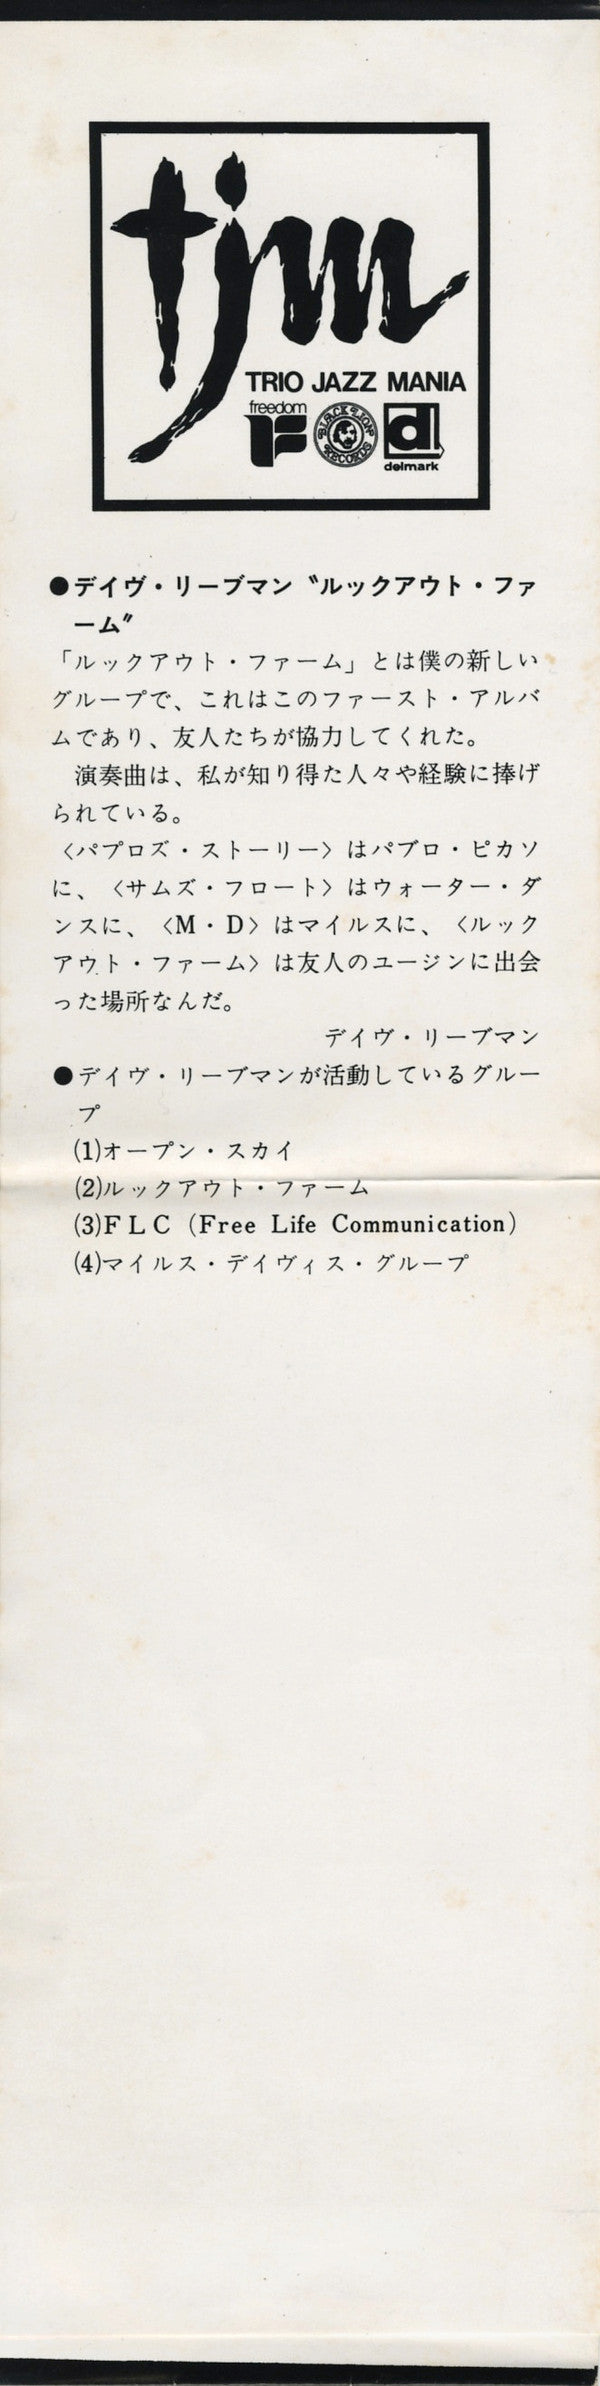 tjm
TRIO JAZZ MANIA
freedom
BLACK LION RECORDS
d
delmark
●デイヴ・リーブマン〝ルックアウト・ファ
ーム〞
「ルックアウト・ファーム」とは僕の新しい
グループで、これはこのファースト・アルバ
ムであり、友人たちが協力してくれた。
演奏曲は、私が知り得た人々や経験に捧げ
られている。
〈パブロズ・ストーリー〉はパブロ・ピカソ
に、〈サムズ・フロート〉はウォーター・ダ
ンスに、〈M・D〉はマイルスに、〈ルック
アウト・ファーム〉は友人のユージンに出会
った場所なんだ。
デイヴ・リーブマン
●デイヴ・リーブマンが活動しているグルー
プ
(1)オープン・スカイ
(2)ルックアウト・ファーム
(3)FLC (Free Life Communication)
(4)マイルス・デイヴィス・グループ